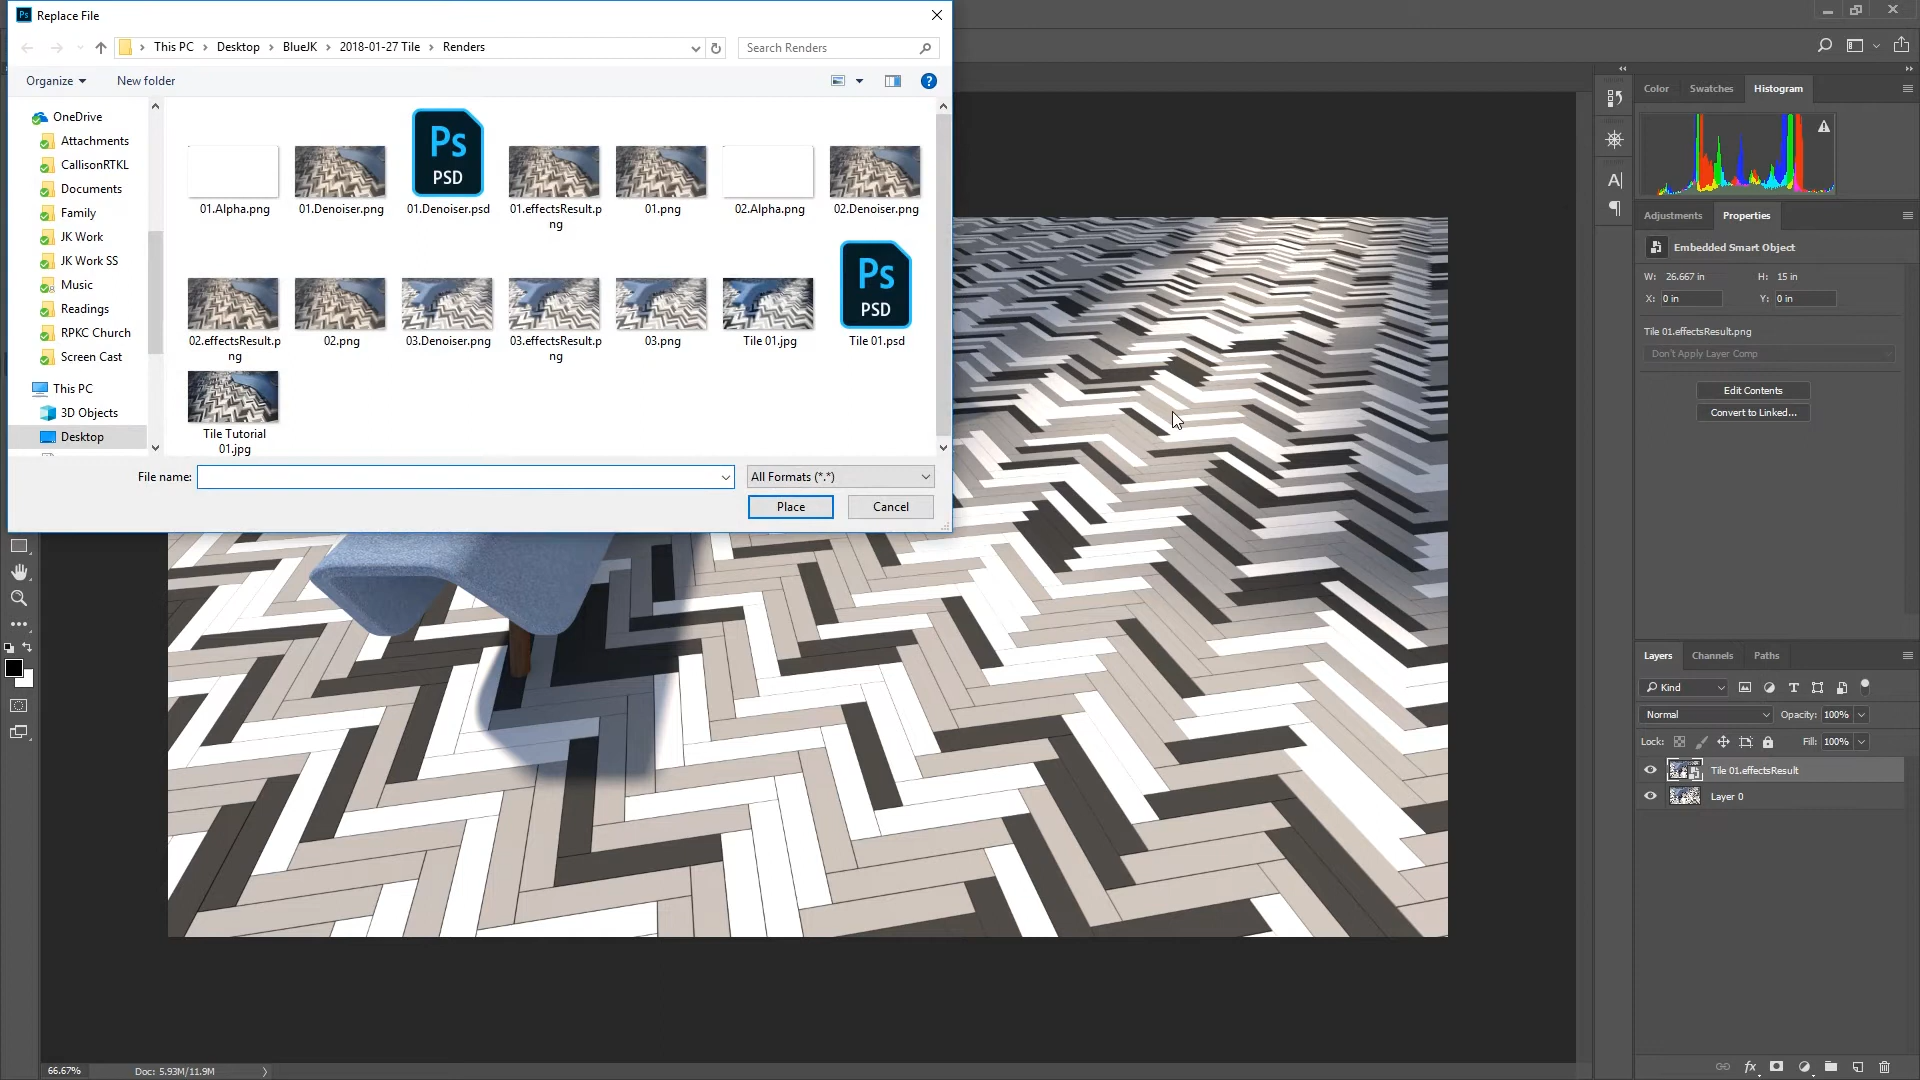 Ps Replace File
This PC > Desktop > BlueJK > 2018-01-27 Tile > Renders
Search Renders
Organize
New folder
OneDrive
Attachments
CallisonRTKL
Documents
Family
JK Work
JK Work SS
Music
Readings
RPKC Church
Screen Cast
This PC
3D Objects
Desktop
Ps
PSD
01.Alpha.png
01.Denoiser.png
01.Denoiser.psd
01.effectsResult.p
ng
01.png
02.Alpha.png
02.Denoiser.png
Ps
PSD
02.effectsResult.p
ng
02.png
03.Denoiser.png
03.effectsResult.p
ng
03.png
Tile 01.jpg
Tile 01.psd
Tile Tutorial
01.jpg
File name:
All Formats (*.*)
Place
Cancel
Color Swatches Histogram
Adjustments Properties
Embedded Smart Object
W: 26.667 in H: 15 in
X: 0 in Y: 0 in
Tile 01.effectsResult.png
Don't Apply Layer Comp
Edit Contents
Convert to Linked...
Layers Channels Paths
Kind
Normal Opacity: 100%
Lock: Fill: 100%
Tile 01.effectsResult
Layer 0
fx
66.67% Doc: 5.93M/11.9M